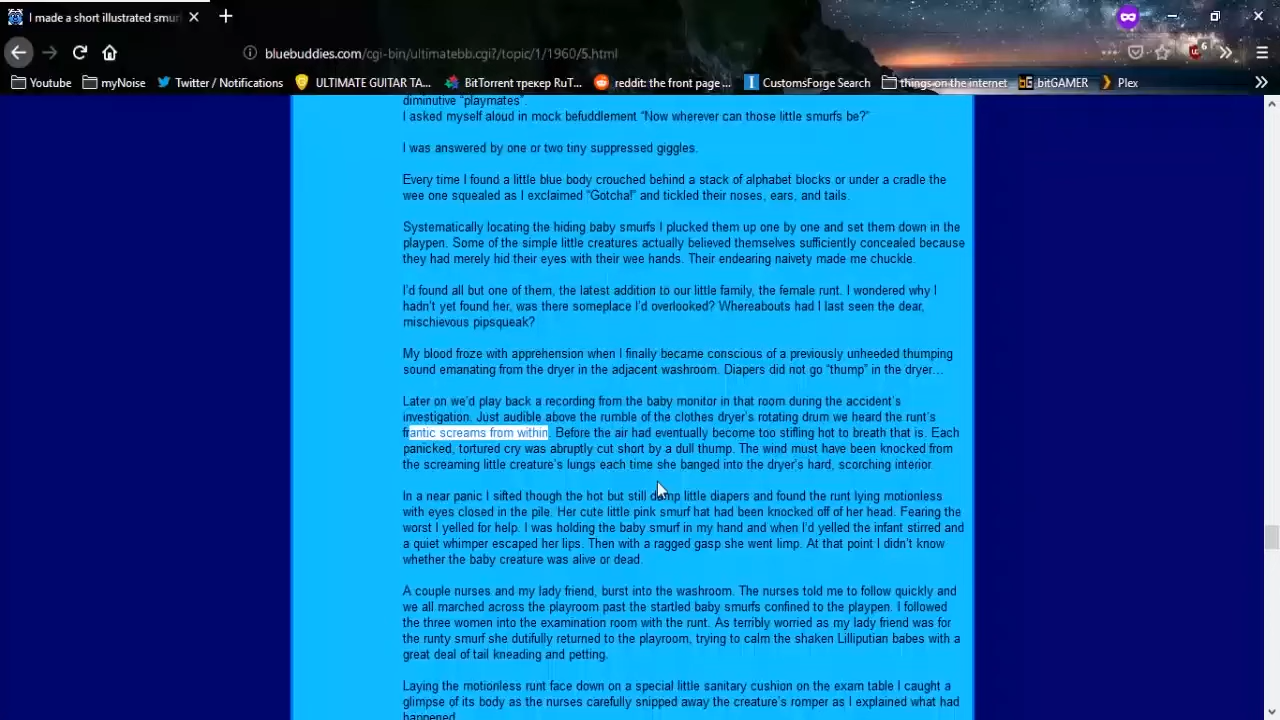 I made a short illustrated smur
bluebuddies.com/cgi-bin/ultimatebb.cgi?/topic/1/1960/5.html
6
Youtube
myNoise
Twitter / Notifications
ULTIMATE GUITAR TA...
BitTorrent трекер RuT...
reddit: the front page ...
CustomsForge Search
things on the internet
bitGAMER
Plex
diminutive “playmates”.
I asked myself aloud in mock befuddlement “Now wherever can those little smurfs be?”
I was answered by one or two tiny suppressed giggles.
Every time I found a little blue body crouched behind a stack of alphabet blocks or under a cradle the
wee one squealed as I exclaimed “Gotcha!” and tickled their noses, ears, and tails.
Systematically locating the hiding baby smurfs I plucked them up one by one and set them down in the
playpen. Some of the simple little creatures actually believed themselves sufficiently concealed because
they had merely hid their eyes with their wee hands. Their endearing naivety made me chuckle.
I’d found all but one of them, the latest addition to our little family, the female runt. I wondered why I
hadn’t yet found her, was there someplace I’d overlooked? Whereabouts had I last seen the dear,
mischievous pipsqueak?
My blood froze with apprehension when I finally became conscious of a previously unheeded thumping
sound emanating from the dryer in the adjacent washroom. Diapers did not go “thump” in the dryer…
Later on we’d play back a recording from the baby monitor in that room during the accident’s
investigation. Just audible above the rumble of the clothes dryer’s rotating drum we heard the runt’s
frantic screams from within. Before the air had eventually become too stifling hot to breath that is. Each
panicked, tortured cry was abruptly cut short by a dull thump. The wind must have been knocked from
the screaming little creature’s lungs each time she banged into the dryer’s hard, scorching interior.
In a near panic I sifted though the hot but still damp little diapers and found the runt lying motionless
with eyes closed in the pile. Her cute little pink smurf hat had been knocked off of her head. Fearing the
worst I yelled for help. I was holding the baby smurf in my hand and when I’d yelled the infant stirred and
a quiet whimper escaped her lips. Then with a ragged gasp she went limp. At that point I didn’t know
whether the baby creature was alive or dead.
A couple nurses and my lady friend, burst into the washroom. The nurses told me to follow quickly and
we all marched across the playroom past the startled baby smurfs confined to the playpen. I followed
the three women into the examination room with the runt. As terribly worried as my lady friend was for
the runty smurf she dutifully returned to the playroom, trying to calm the shaken Lilliputian babes with a
great deal of tail kneading and petting.
Laying the motionless runt face down on a special little sanitary cushion on the exam table I caught a
glimpse of its body as the nurses carefully snipped away the creature’s romper as I explained what had
happened.